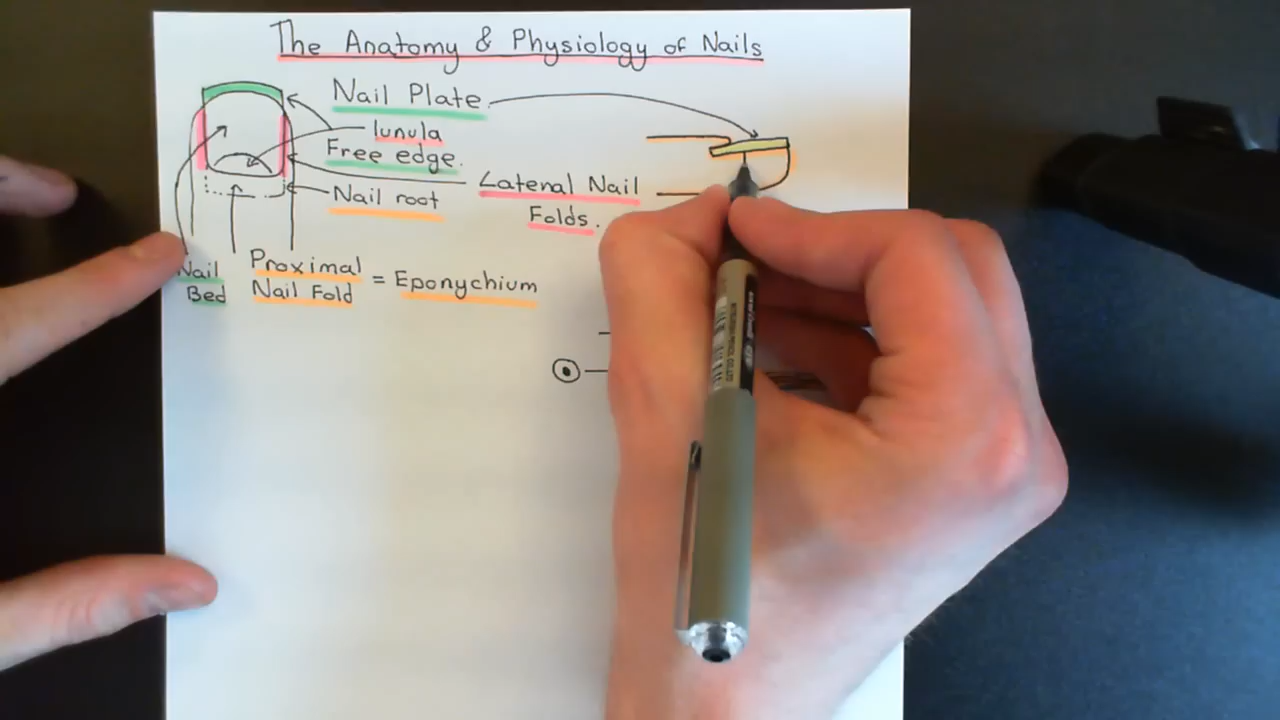 The Anatomy & Physiology of Nails
Nail Plate.
lunula
Free edge.
Lateral Nail
Folds.
Nail root
Nail
Bed
Proximal
Nail Fold
= Eponychium